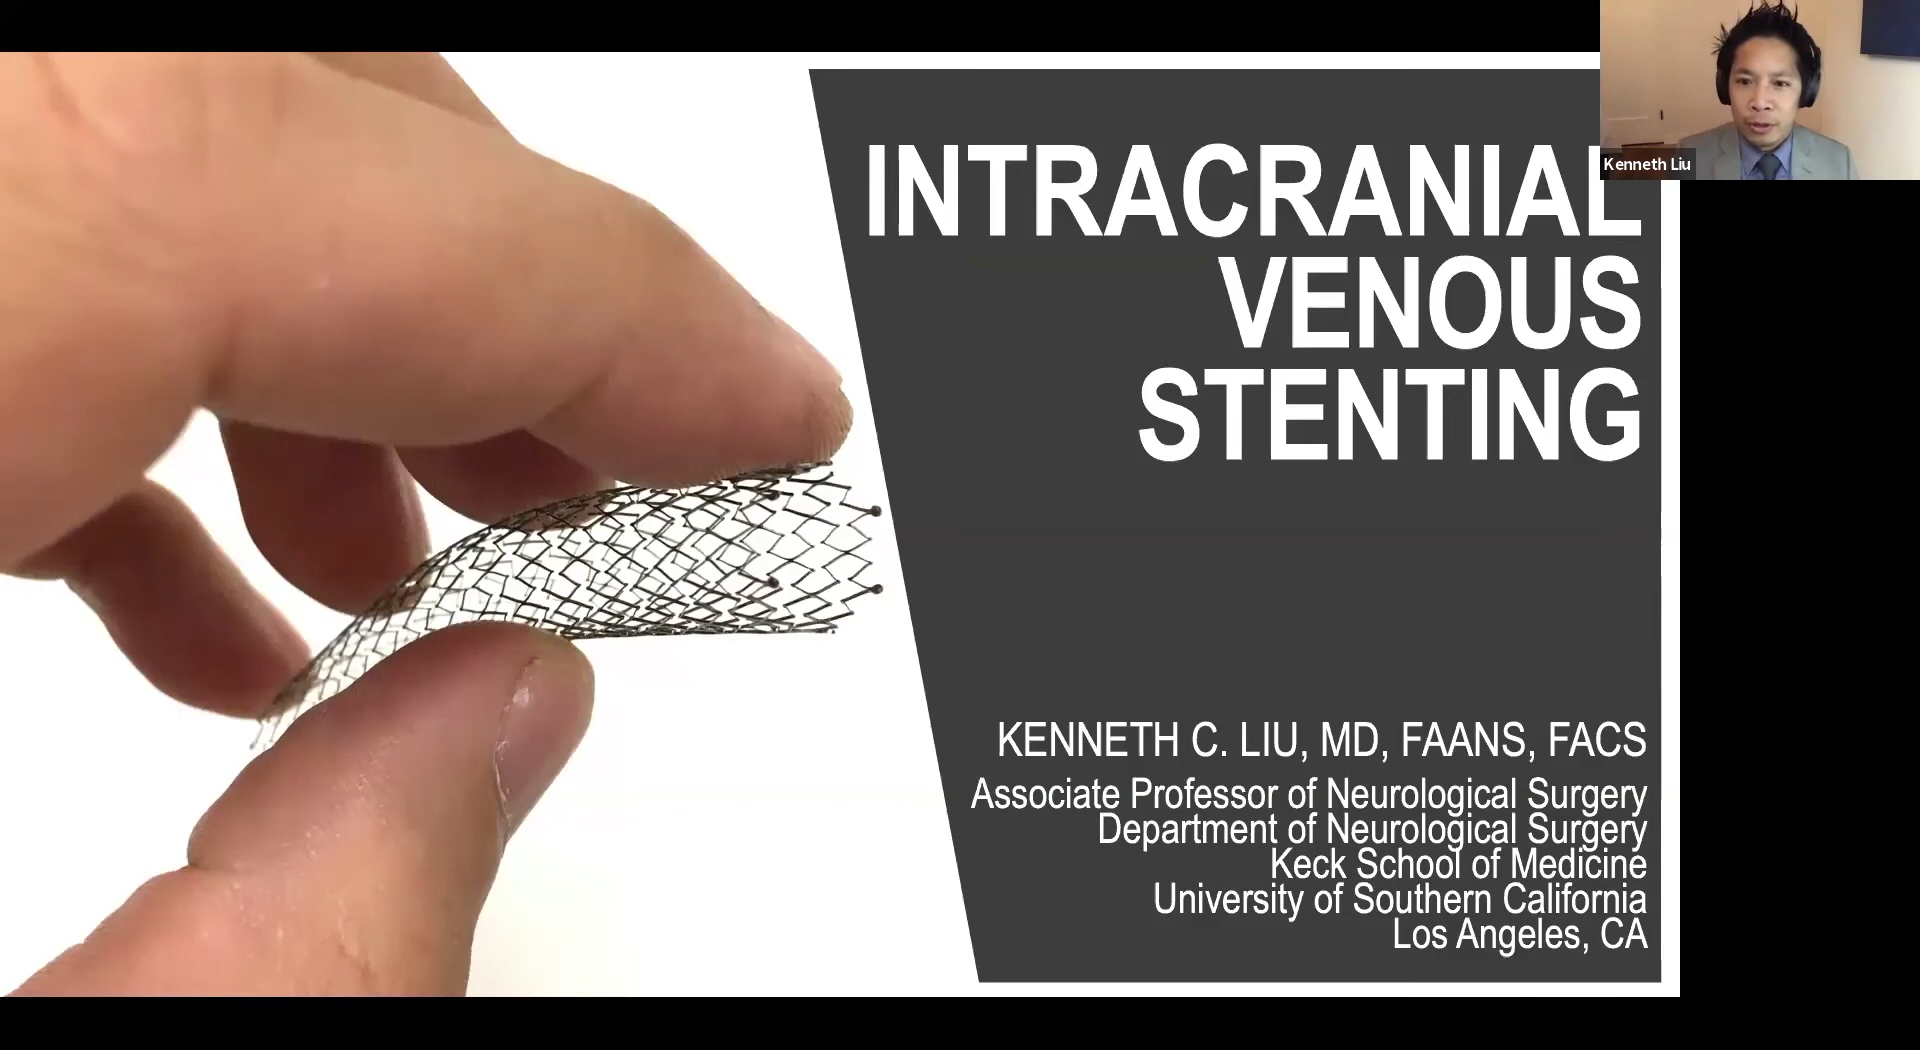 INTRACRANIAL
VENOUS
STENTING
Kenneth Liu
KENNETH C. LIU, MD, FAANS, FACS
Associate Professor of Neurological Surgery
Department of Neurological Surgery
Keck School of Medicine
University of Southern California
Los Angeles, CA